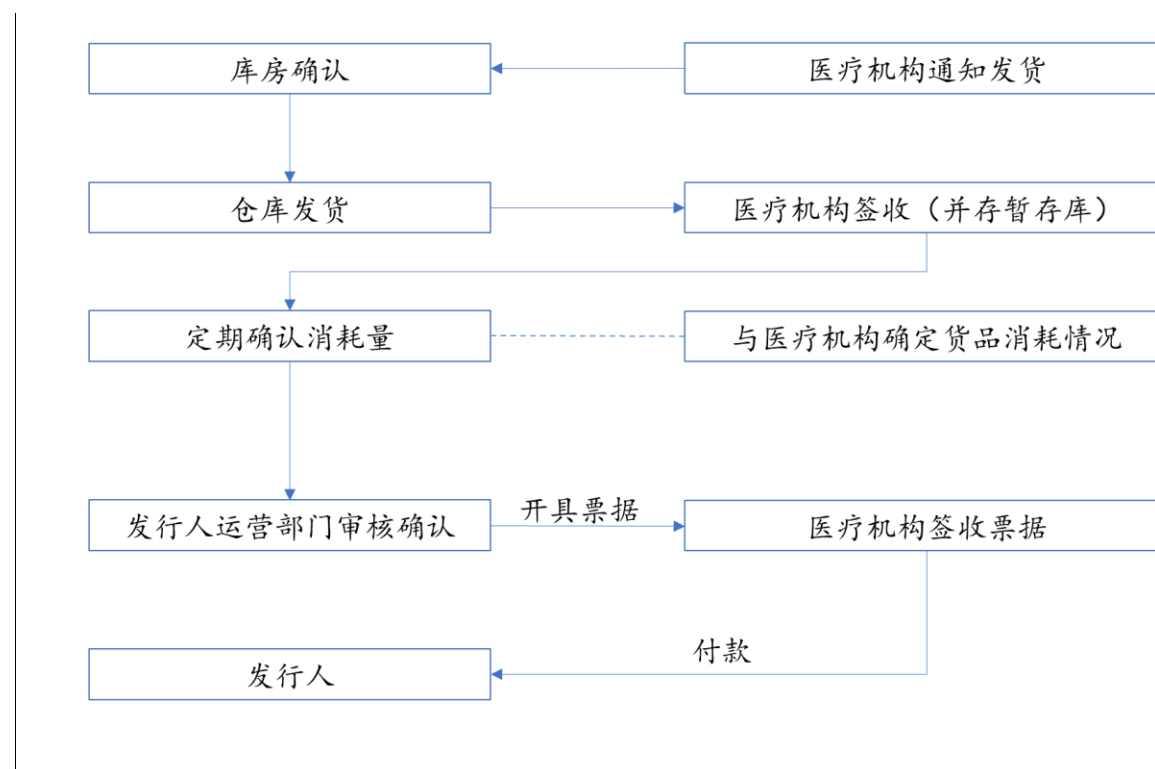 库房确认
医疗机构通知发货
仓库发货
医疗机构签收（并存暂存库）
定期确认消耗量
与医疗机构确定货品消耗情况
发行人运营部门审核确认
开具票据
医疗机构签收票据
付款
发行人